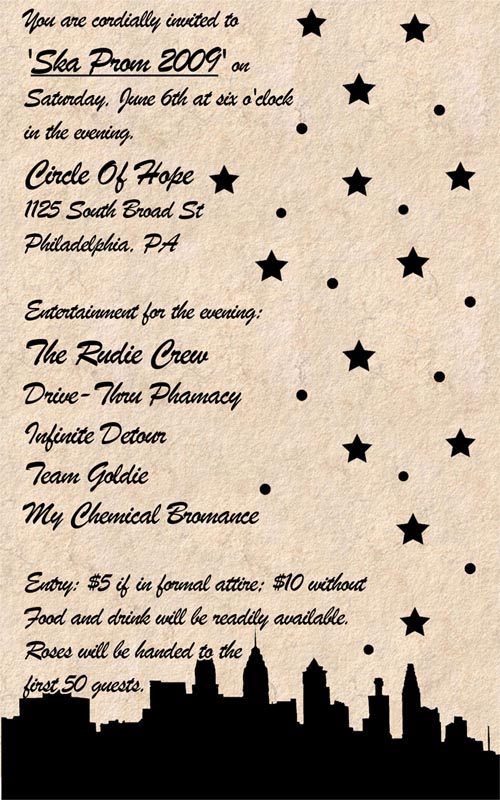 You are cordially invited to
'Ska Prom 2009' on
Saturday, June 6th at six o'clock
in the evening.
Circle Of Hope
1125 South Broad St
Philadelphia, PA
Entertainment for the evening:
The Rudie Crew
Drive-Thru Phamacy
Infinite Detour
Team Goldie
My Chemical Bromance
Entry: $5 if in formal attire; $10 without
Food and drink will be readily available.
Roses will be handed to the
first 50 guests.